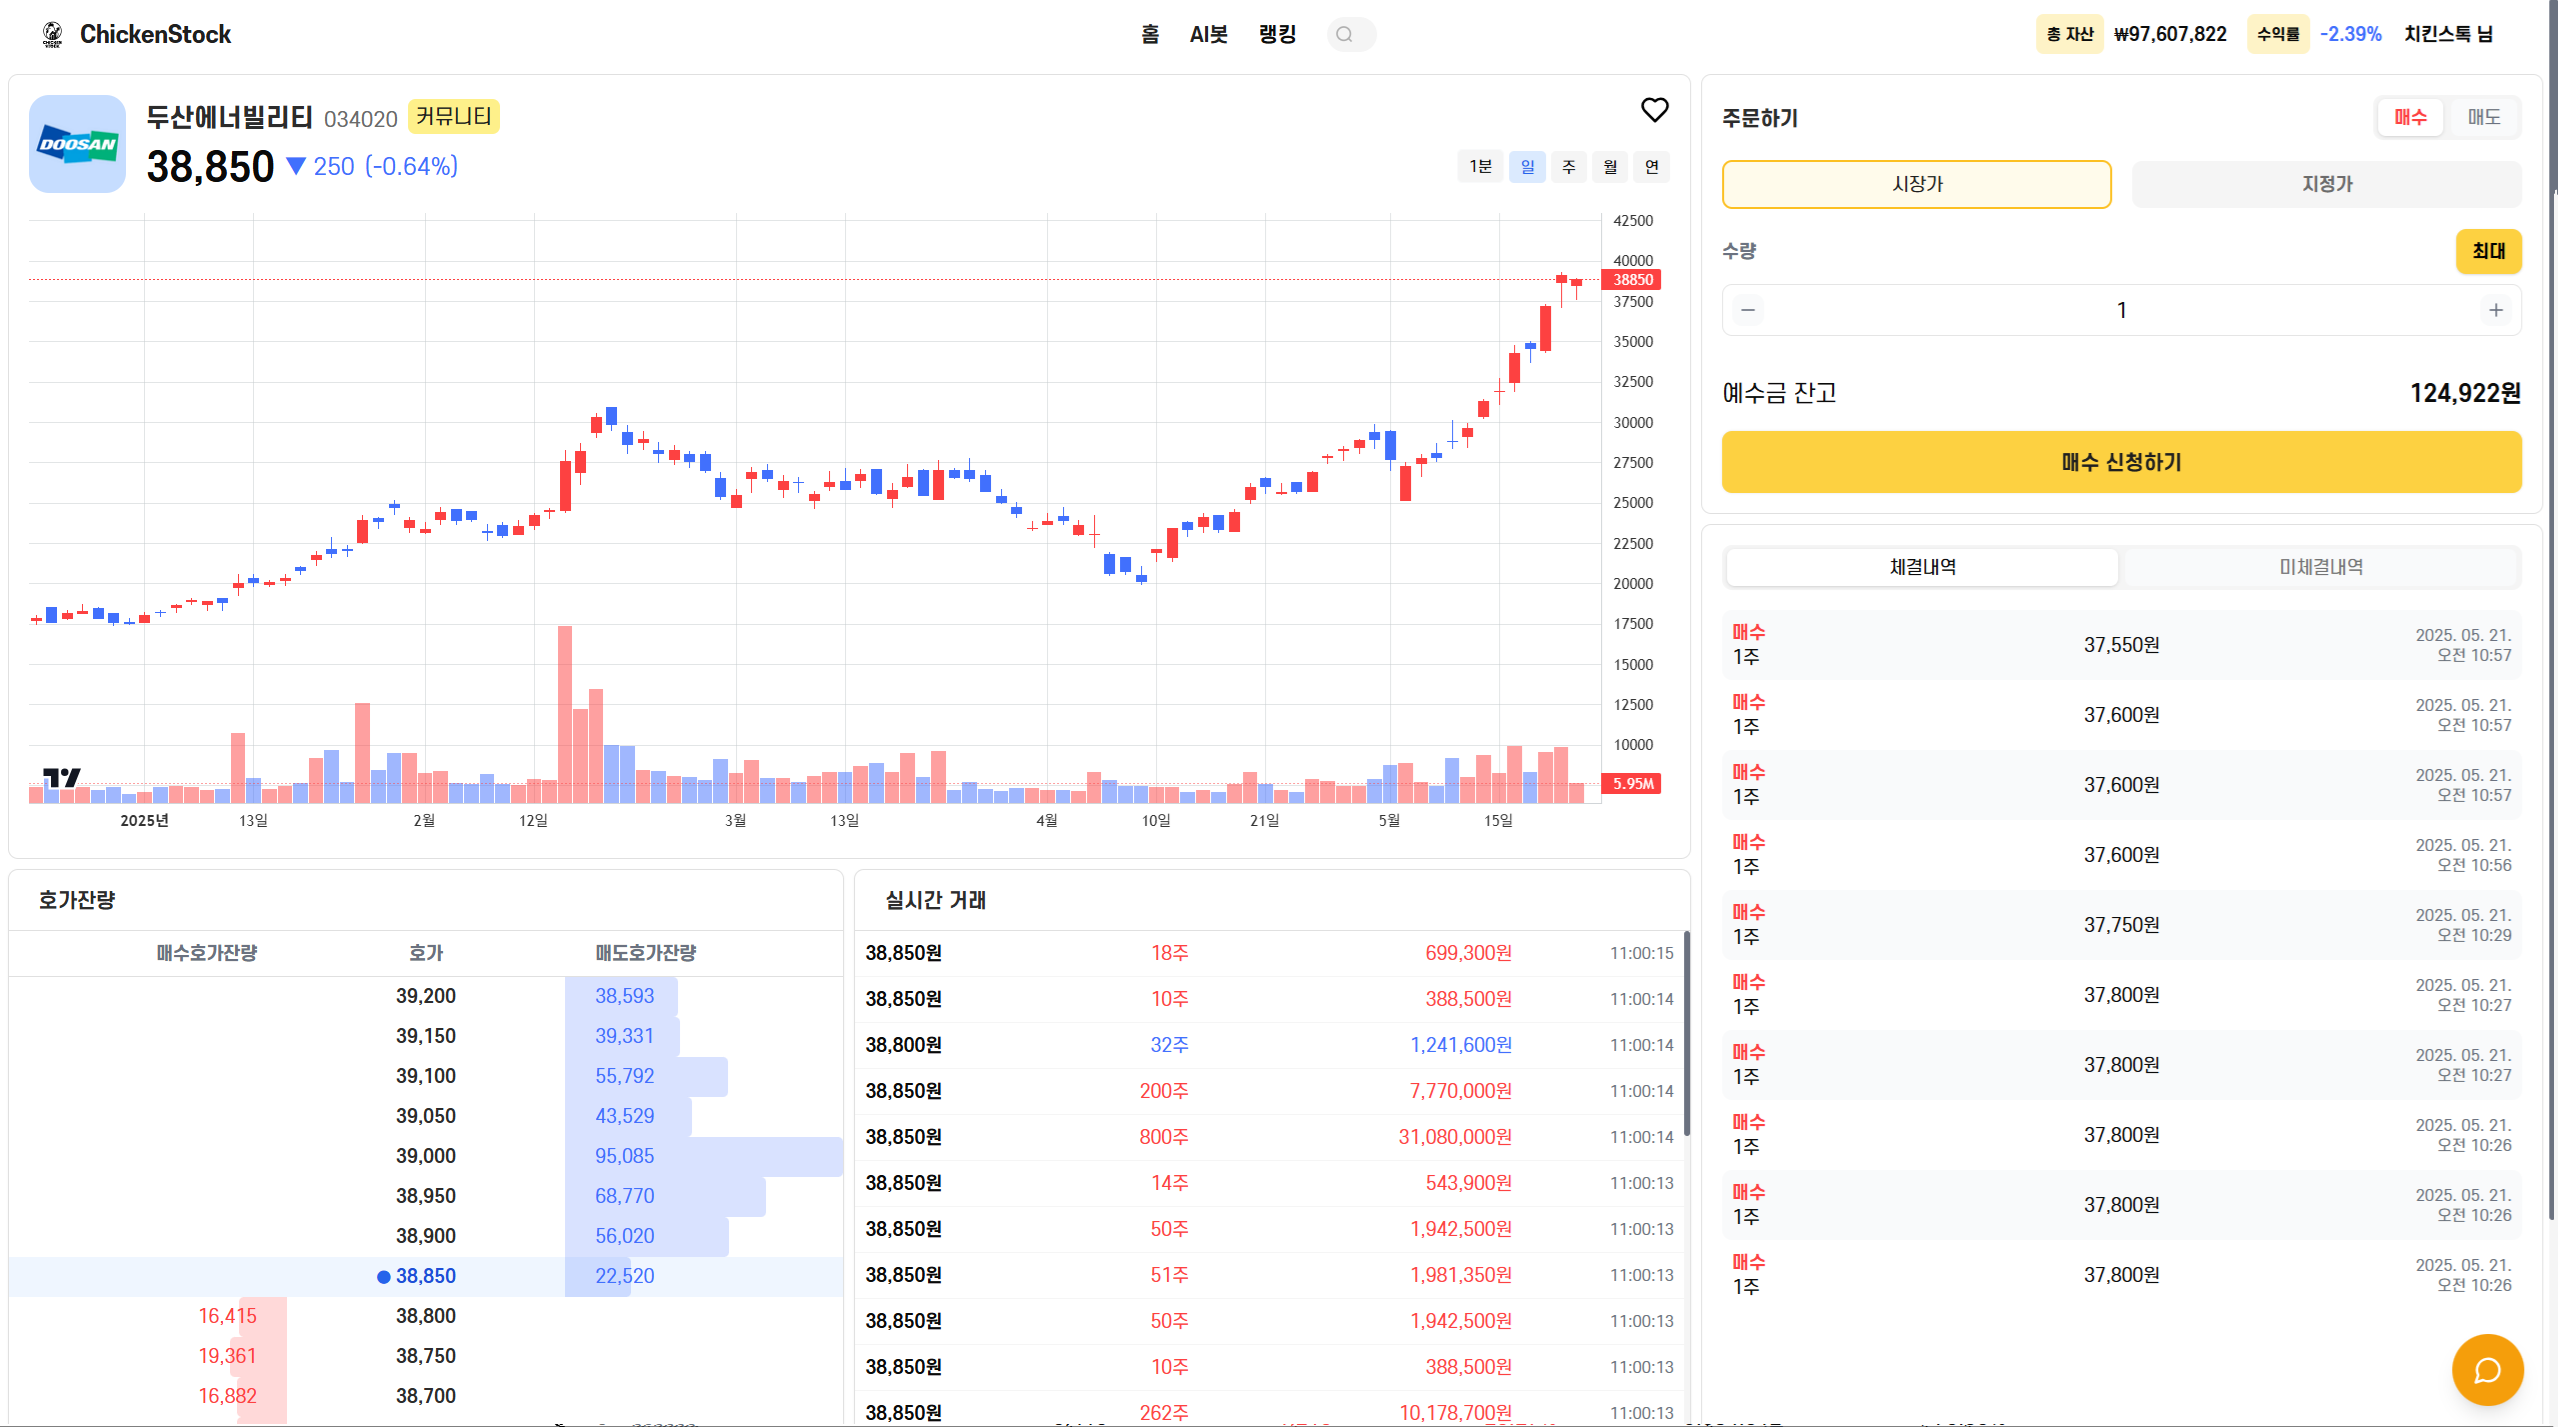 ChickenStock
홈 AI봇 랭킹
총 자산 ₩97,607,822 수익률 -2.39% 치킨스톡 님
DOOSAN
두산에너빌리티 034020 커뮤니티
38,850 ▼ 250 (-0.64%)
1분 일 주 월 연
42500
40000
38850
37500
35000
32500
30000
27500
25000
22500
20000
17500
15000
12500
10000
5.95M
2025년 13일 2월 12일 3월 13일 4월 10일 21일 5월 15일
호가잔량
매수호가잔량 호가 매도호가잔량
39,200 38,593
39,150 39,331
39,100 55,792
39,050 43,529
39,000 95,085
38,950 68,770
38,900 56,020
38,850 22,520
16,415 38,800
19,361 38,750
16,882 38,700
실시간 거래
38,850원 18주 699,300원 11:00:15
38,850원 10주 388,500원 11:00:14
38,800원 32주 1,241,600원 11:00:14
38,850원 200주 7,770,000원 11:00:14
38,850원 800주 31,080,000원 11:00:14
38,850원 14주 543,900원 11:00:13
38,850원 50주 1,942,500원 11:00:13
38,850원 51주 1,981,350원 11:00:13
38,850원 50주 1,942,500원 11:00:13
38,850원 10주 388,500원 11:00:13
38,850원 262주 10,178,700원 11:00:13
주문하기 매수 매도
시장가 지정가
수량 최대
− 1 +
예수금 잔고 124,922원
매수 신청하기
체결내역 미체결내역
매수 1주 37,550원 2025. 05. 21. 오전 10:57
매수 1주 37,600원 2025. 05. 21. 오전 10:57
매수 1주 37,600원 2025. 05. 21. 오전 10:57
매수 1주 37,600원 2025. 05. 21. 오전 10:56
매수 1주 37,750원 2025. 05. 21. 오전 10:29
매수 1주 37,800원 2025. 05. 21. 오전 10:27
매수 1주 37,800원 2025. 05. 21. 오전 10:27
매수 1주 37,800원 2025. 05. 21. 오전 10:26
매수 1주 37,800원 2025. 05. 21. 오전 10:26
매수 1주 37,800원 2025. 05. 21. 오전 10:26